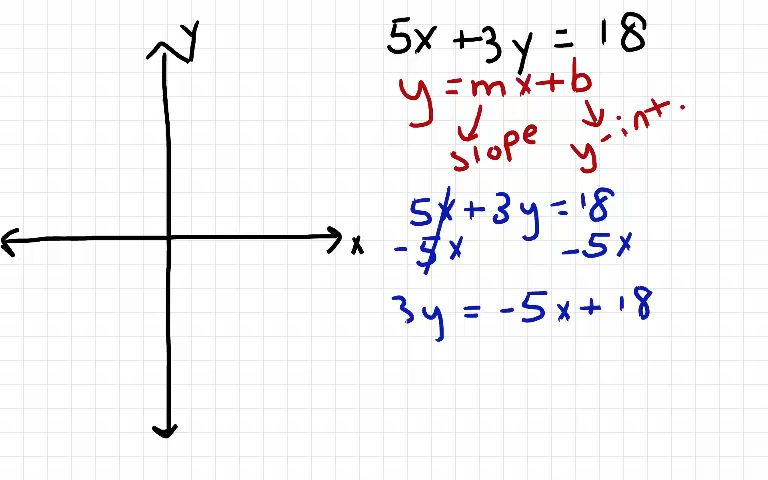 y
5x + 3y = 18
y = mx + b
slope y-int.
x
5x + 3y = 18
-5x -5x
3y = -5x + 18